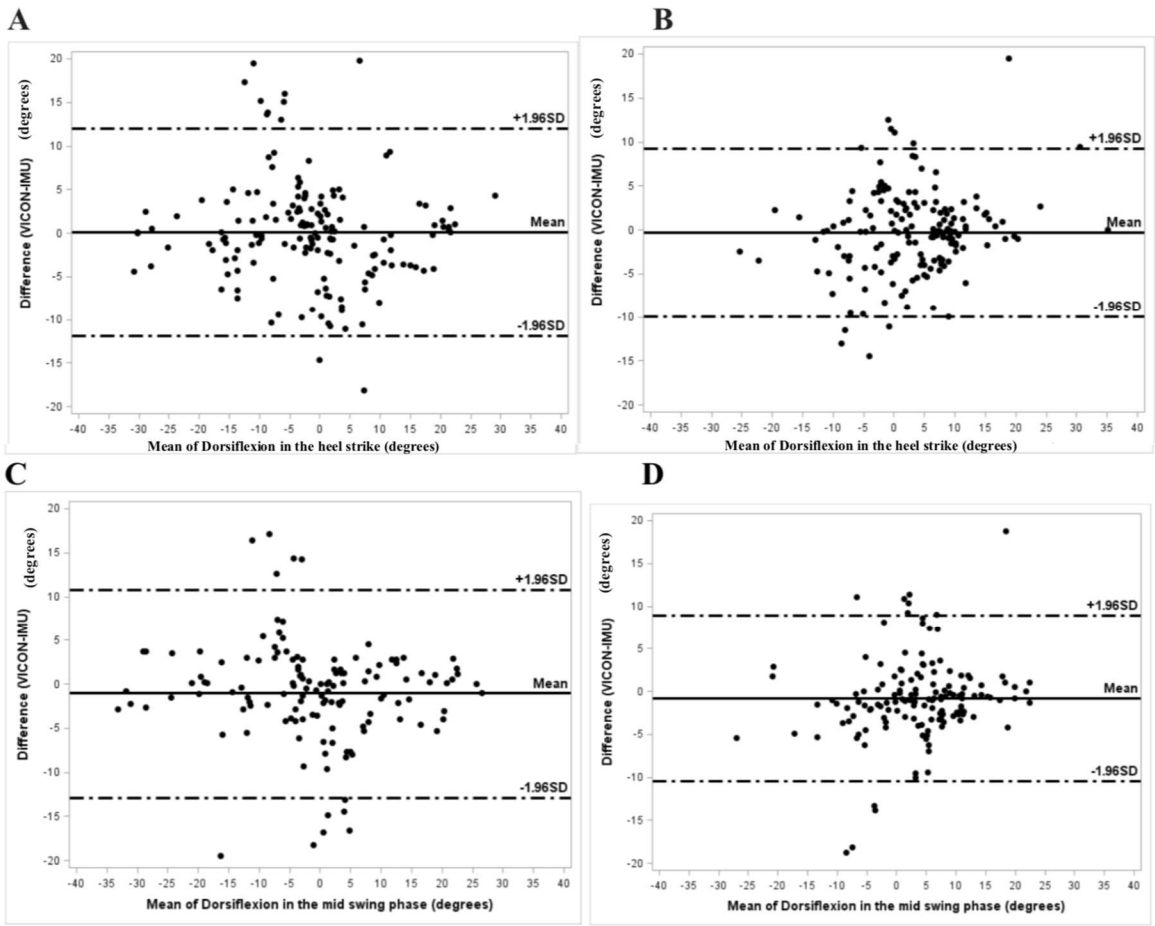 A
Difference (VICON-IMU) (degrees)
20
15
10
5
0
-5
-10
-15
-20
+1.96SD
Mean
-1.96SD
-40 -35 -30 -25 -20 -15 -10 -5 0 5 10 15 20 25 30 35 40
Mean of Dorsiflexion in the heel strike (degrees)
B
Difference (VICON-IMU) (degrees)
20
15
10
5
0
-5
-10
-15
-20
+1.96SD
Mean
-1.96SD
-40 -35 -30 -25 -20 -15 -10 -5 0 5 10 15 20 25 30 35 40
Mean of Dorsiflexion in the heel strike (degrees)
C
Difference (VICON-IMU) (degrees)
20
15
10
5
0
-5
-10
-15
-20
+1.96SD
Mean
-1.96SD
-40 -35 -30 -25 -20 -15 -10 -5 0 5 10 15 20 25 30 35 40
Mean of Dorsiflexion in the mid swing phase (degrees)
D
Difference (VICON-IMU) (degrees)
20
15
10
5
0
-5
-10
-15
-20
+1.96SD
Mean
-1.96SD
-40 -35 -30 -25 -20 -15 -10 -5 0 5 10 15 20 25 30 35 40
Mean of Dorsiflexion in the mid swing phase (degrees)